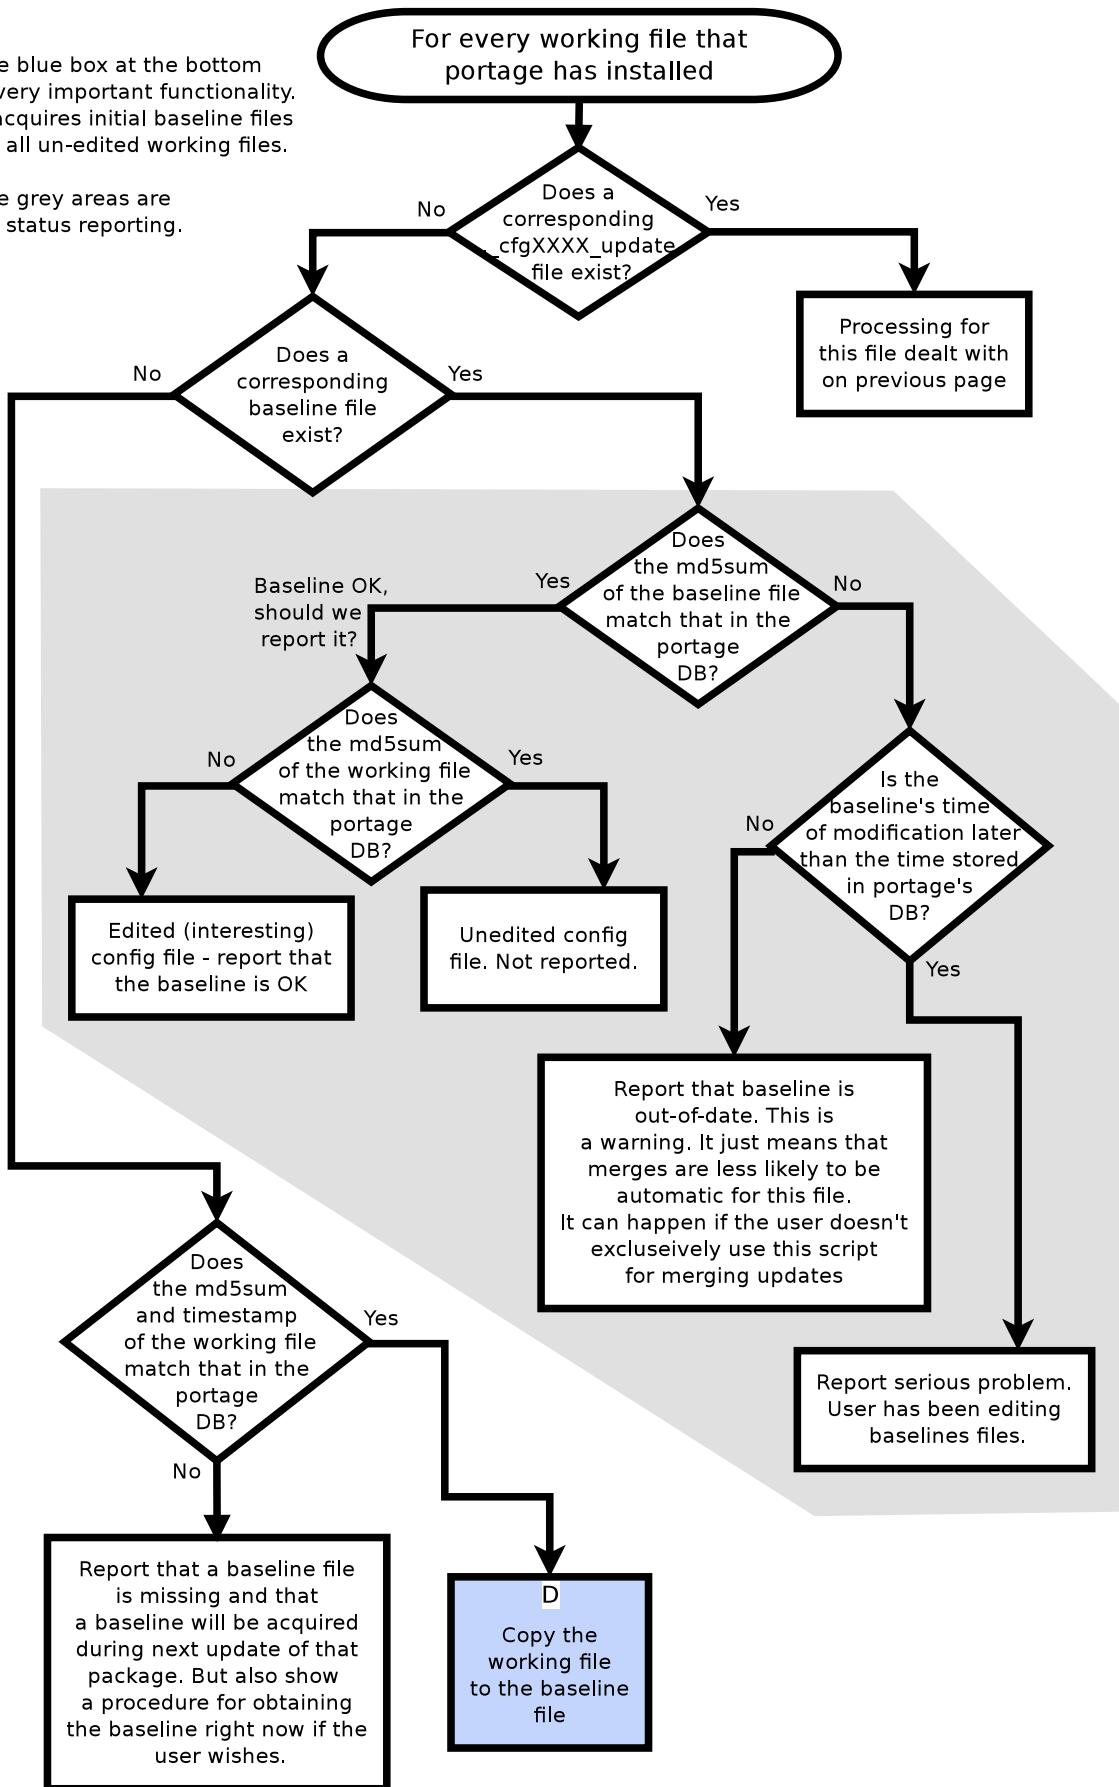 For every working file that
portage has installed
e blue box at the bottom
very important functionality.
acquires initial baseline files
all un-edited working files.
e grey areas are
status reporting.
No
Does a
corresponding
._cfgXXXX_update
file exist?
Yes
Processing for
this file dealt with
on previous page
No
Does a
corresponding
baseline file
exist?
Yes
Does
the md5sum
of the baseline file
match that in the
portage
DB?
Yes
No
Baseline OK,
should we
report it?
Does
the md5sum
of the working file
match that in the
portage
DB?
No
Yes
Is the
baseline's time
of modification later
than the time stored
in portage's
DB?
No
Yes
Edited (interesting)
config file - report that
the baseline is OK
Unedited config
file. Not reported.
Report that baseline is
out-of-date. This is
a warning. It just means that
merges are less likely to be
automatic for this file.
It can happen if the user doesn't
excluseively use this script
for merging updates
Does
the md5sum
and timestamp
of the working file
match that in the
portage
DB?
Yes
No
Report serious problem.
User has been editing
baselines files.
Report that a baseline file
is missing and that
a baseline will be acquired
during next update of that
package. But also show
a procedure for obtaining
the baseline right now if the
user wishes.
D
Copy the
working file
to the baseline
file